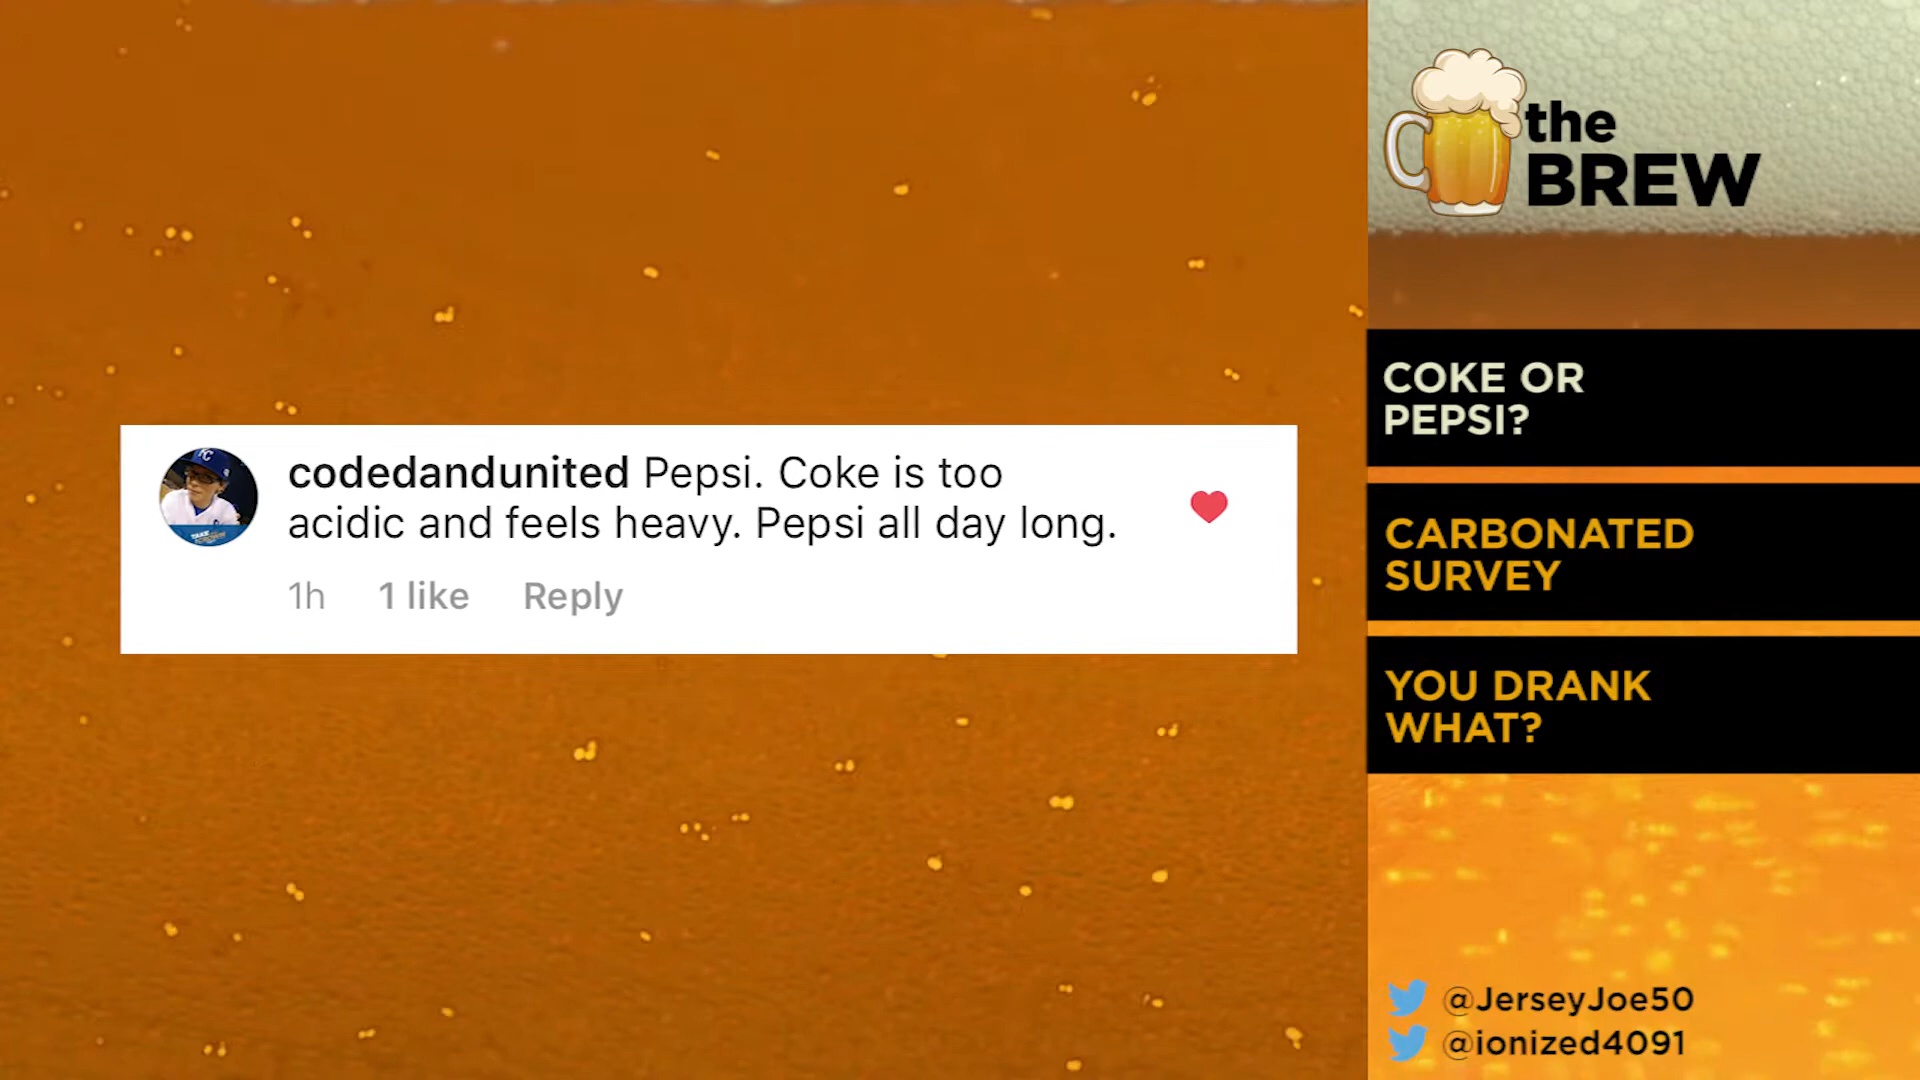 codedandunited Pepsi. Coke is too
acidic and feels heavy. Pepsi all day long.
1h 1 like Reply
the
BREW
COKE OR
PEPSI?
CARBONATED
SURVEY
YOU DRANK
WHAT?
@JerseyJoe50
@ionized4091